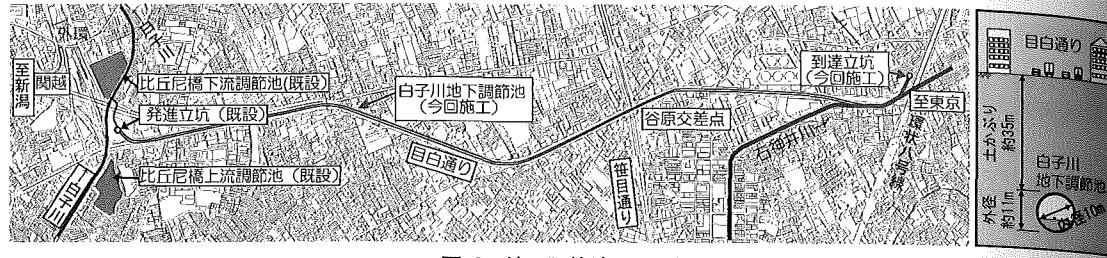 外環
白子川
至新潟
関越
比丘尼橋下流調節池(既設)
発進立坑(既設)
比丘尼橋上流調節池(既設)
白子川
白子川地下調節池
(今回施工)
目白通り
笹目通り
谷原交差点
石神井川
到達立坑
(今回施工)
至東京
環状八号線
目白通り
土かぶり
約35m
白子川
地下調節池
外径
約11m
内径10m